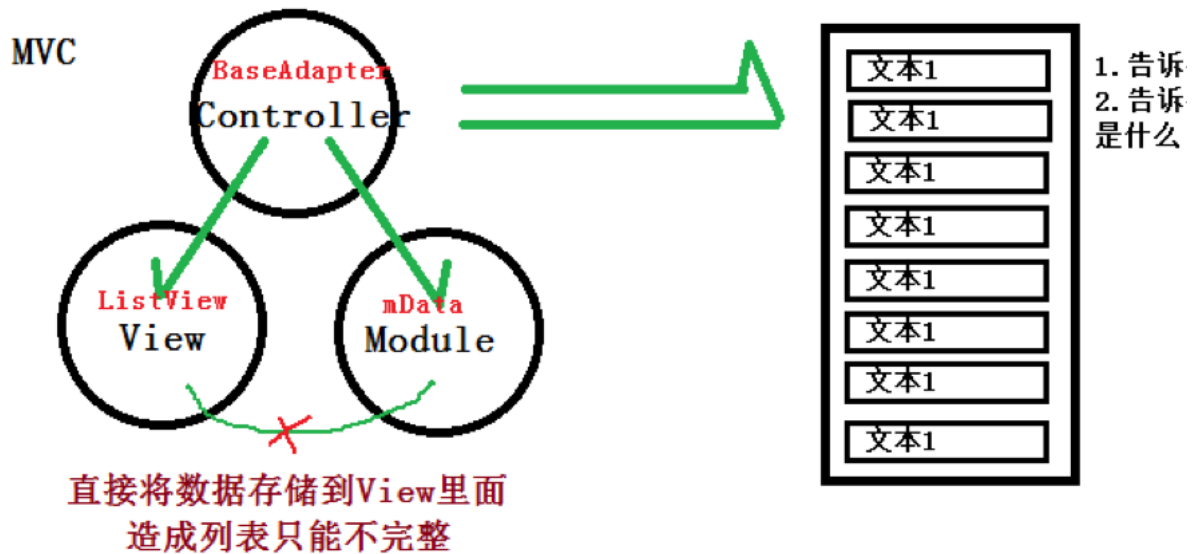 MVC
BaseAdapter
Controller
ListView
View
mData
Module
直接将数据存储到View里面
造成列表只能不完整
文本1
文本1
文本1
文本1
文本1
文本1
文本1
文本1
1.告诉
2.告诉
是什么